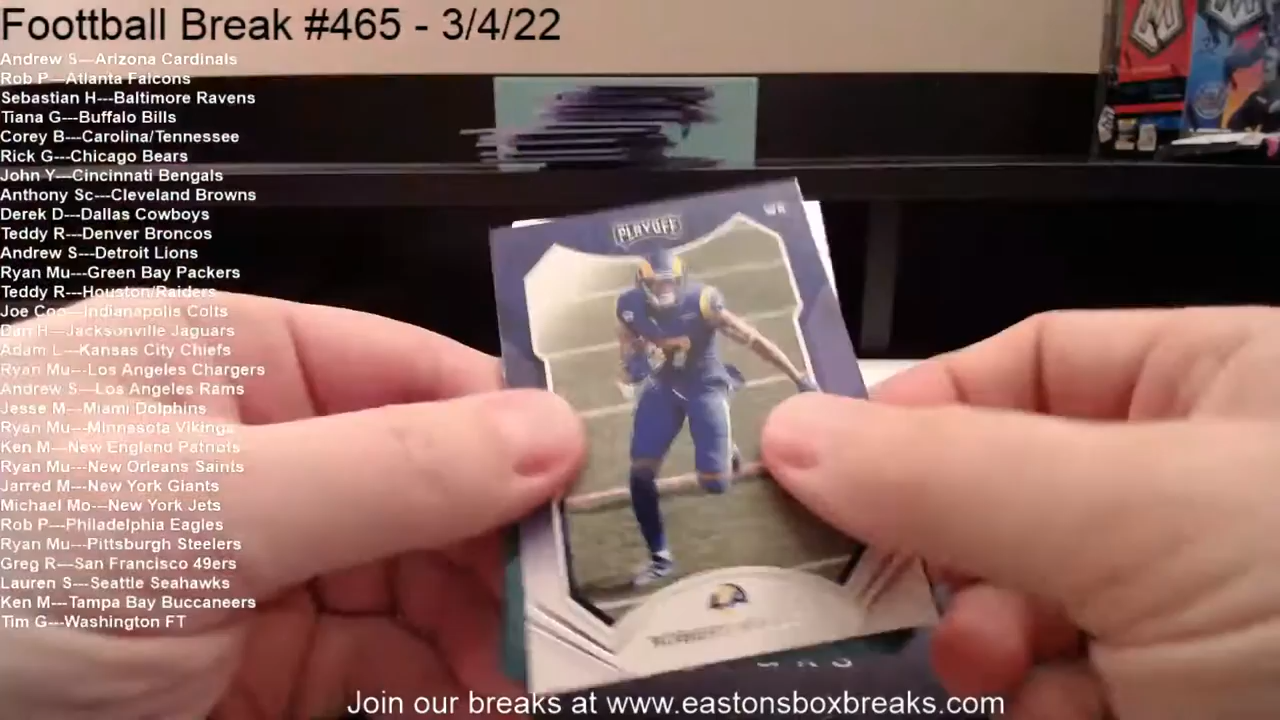 Foottball Break #465 - 3/4/22
Andrew S---Arizona Cardinals
Rob P---Atlanta Falcons
Sebastian H---Baltimore Ravens
Tiana G---Buffalo Bills
Corey B---Carolina/Tennessee
Rick G---Chicago Bears
John Y---Cincinnati Bengals
Anthony Sc---Cleveland Browns
Derek D---Dallas Cowboys
Teddy R---Denver Broncos
Andrew S---Detroit Lions
Ryan Mu---Green Bay Packers
Teddy R---Houston/Raiders
Joe Coo---Indianapolis Colts
Dan H---Jacksonville Jaguars
Adam L---Kansas City Chiefs
Ryan Mu---Los Angeles Chargers
Andrew S---Los Angeles Rams
Jesse M---Miami Dolphins
Ryan Mu---Minnesota Vikings
Ken M---New England Patriots
Ryan Mu---New Orleans Saints
Jarred M---New York Giants
Michael Mo---New York Jets
Rob P---Philadelphia Eagles
Ryan Mu---Pittsburgh Steelers
Greg R---San Francisco 49ers
Lauren S---Seattle Seahawks
Ken M---Tampa Bay Buccaneers
Tim G---Washington FT
PLAYOFF
WR
Join our breaks at www.eastonsboxbreaks.com